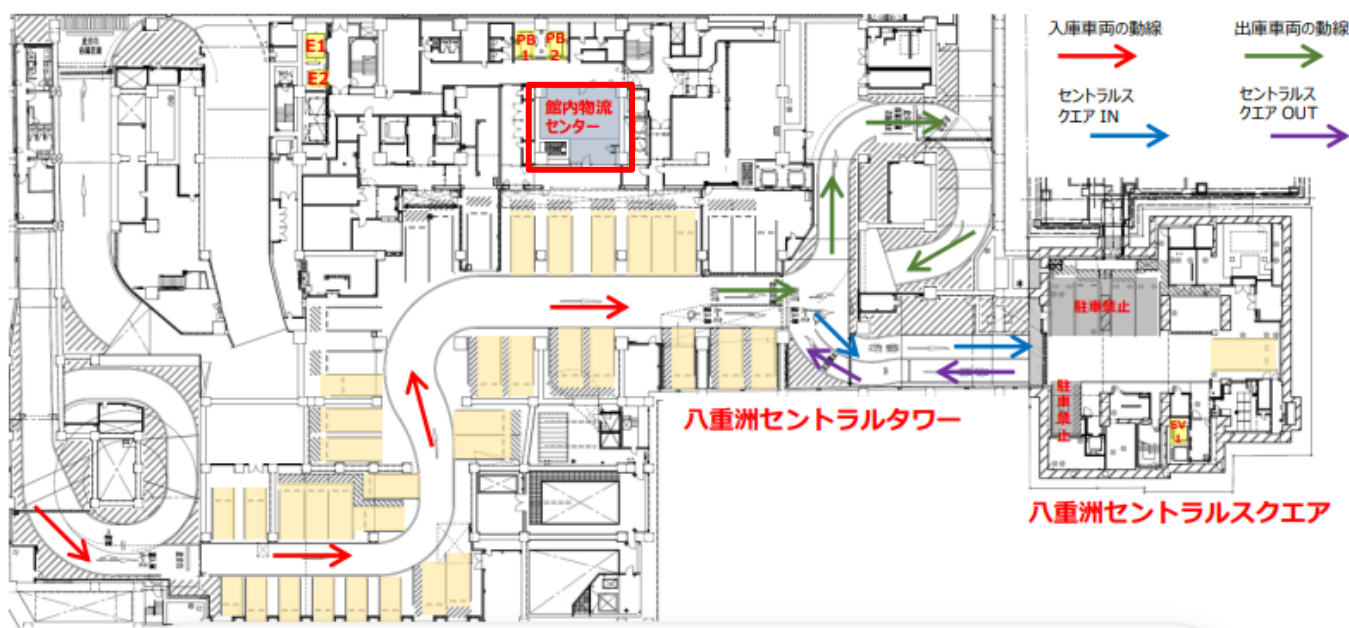 入庫車両の動線
出庫車両の動線
セントラルス
クエア IN
セントラルス
クエア OUT
E1
E2
PB
1
PB
2
館内物流
センター
駐車禁止
駐車禁止
EV
1
八重洲セントラルタワー
八重洲セントラルスクエア